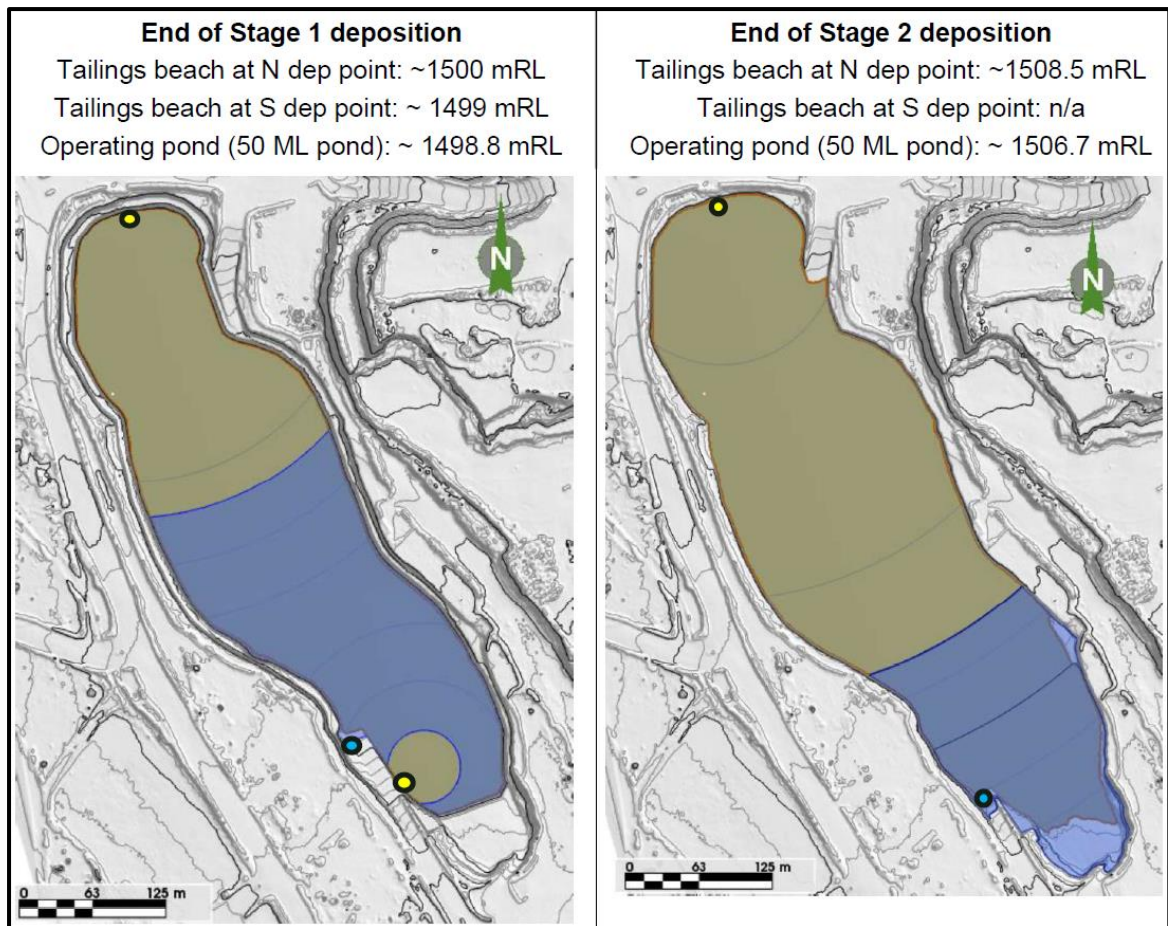 End of Stage 1 deposition
Tailings beach at N dep point: ~1500 mRL
Tailings beach at S dep point: ~ 1499 mRL
Operating pond (50 ML pond): ~ 1498.8 mRL
N
0 63 125 m
End of Stage 2 deposition
Tailings beach at N dep point: ~1508.5 mRL
Tailings beach at S dep point: n/a
Operating pond (50 ML pond): ~ 1506.7 mRL
N
0 63 125 m